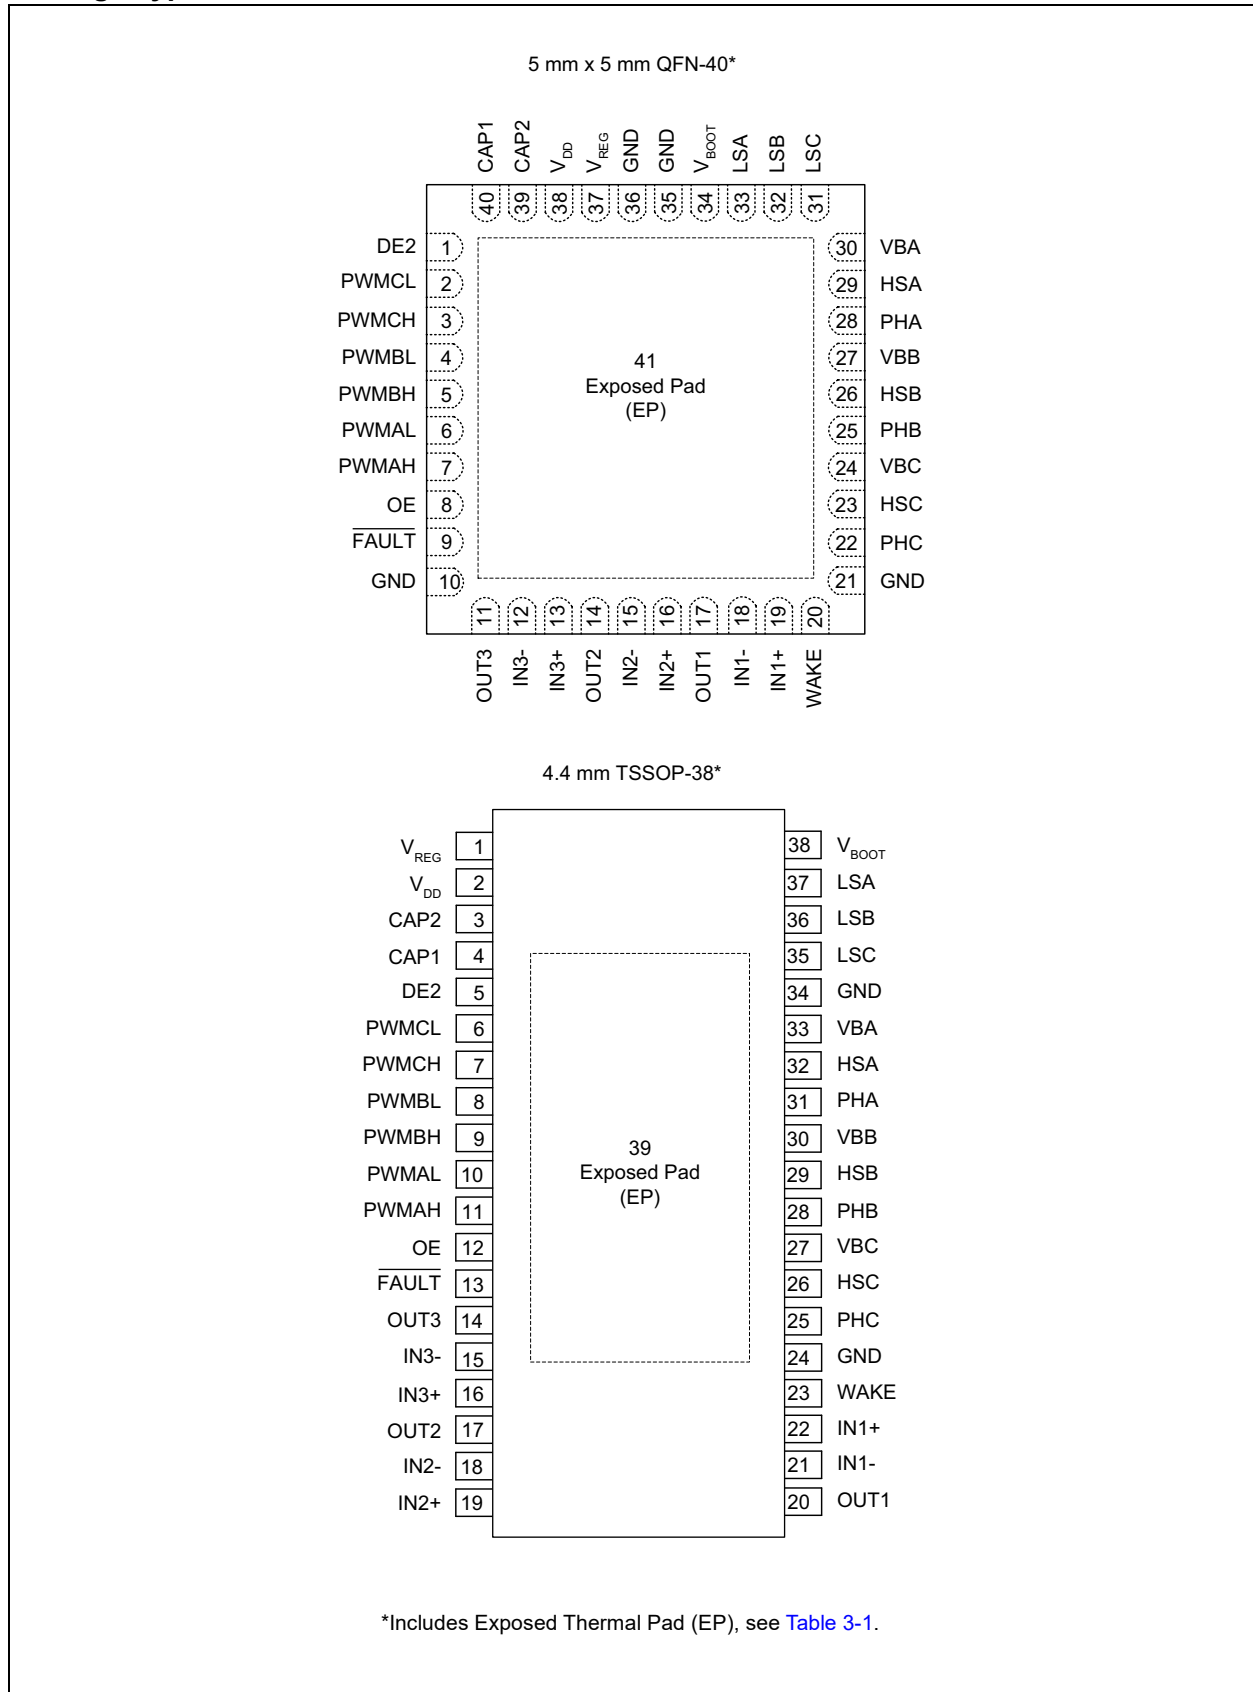 5 mm x 5 mm QFN-40*
CAP1 CAP2 VDD VREG GND GND VBOOT LSA LSB LSC
40 39 38 37 36 35 34 33 32 31
DE2 1 30 VBA
PWMCL 2 29 HSA
PWMCH 3 28 PHA
PWMBL 4 27 VBB
PWMBH 5 26 HSB
PWMAL 6 25 PHB
PWMAH 7 24 VBC
OE 8 23 HSC
FAULT 9 22 PHC
GND 10 21 GND
41
Exposed Pad
(EP)
11 12 13 14 15 16 17 18 19 20
OUT3 IN3- IN3+ OUT2 IN2- IN2+ OUT1 IN1- IN1+ WAKE
4.4 mm TSSOP-38*
VREG 1 38 VBOOT
VDD 2 37 LSA
CAP2 3 36 LSB
CAP1 4 35 LSC
DE2 5 34 GND
PWMCL 6 33 VBA
PWMCH 7 32 HSA
PWMBL 8 31 PHA
PWMBH 9 30 VBB
PWMAL 10 29 HSB
PWMAH 11 28 PHB
OE 12 27 VBC
FAULT 13 26 HSC
OUT3 14 25 PHC
IN3- 15 24 GND
IN3+ 16 23 WAKE
OUT2 17 22 IN1+
IN2- 18 21 IN1-
IN2+ 19 20 OUT1
39
Exposed Pad
(EP)
*Includes Exposed Thermal Pad (EP), see Table 3-1.